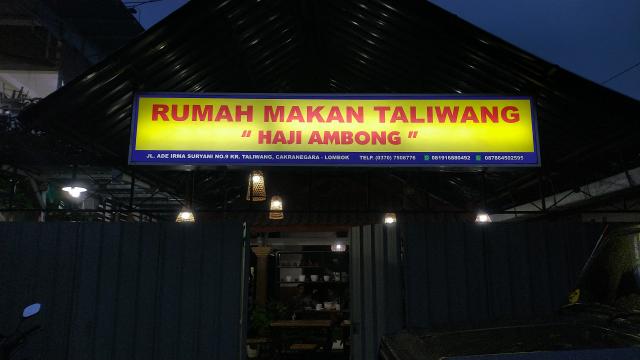 RUMAH MAKAN TALIWANG
“ HAJI AMBONG ”
JL. ADE IRMA SURYANI NO.9 KR. TALIWANG, CAKRANEGARA - LOMBOK TELP. (0370) 7508776 081916880492 087864502595